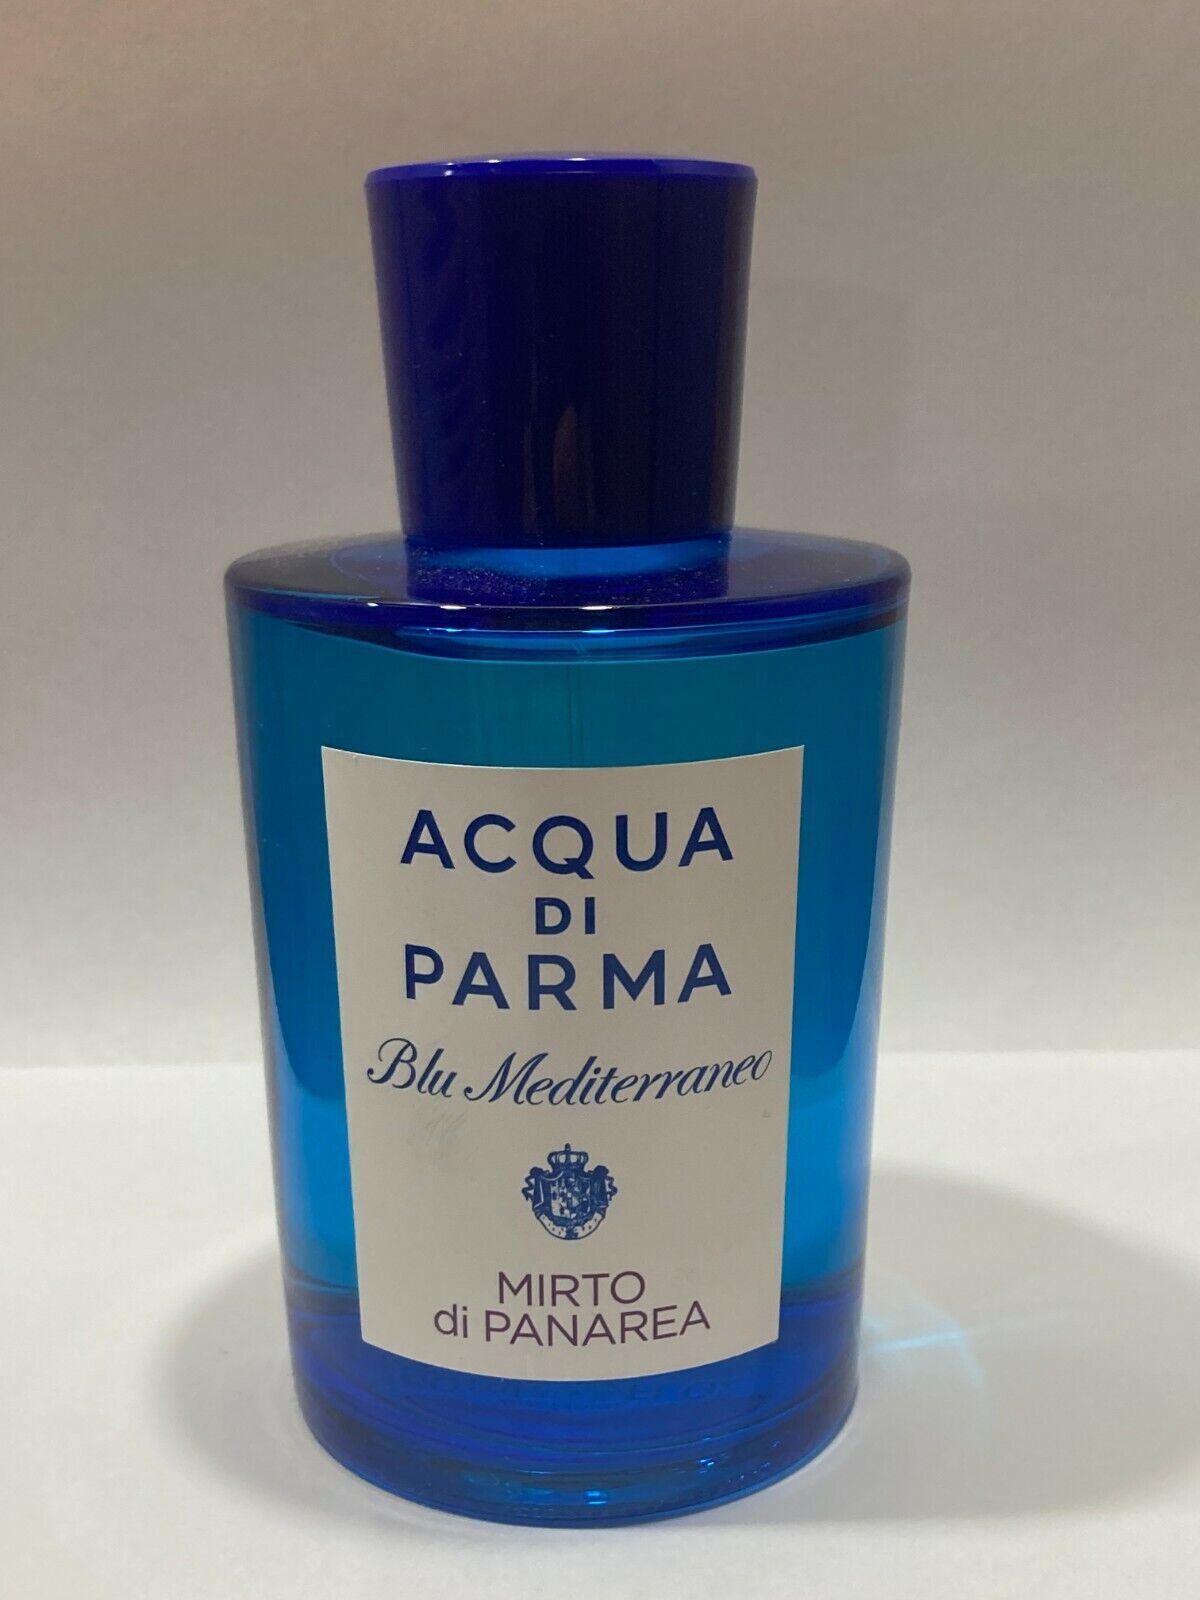 ACQUA
DI
PARMA
Blu Mediterraneo
MIRTO
di PANAREA